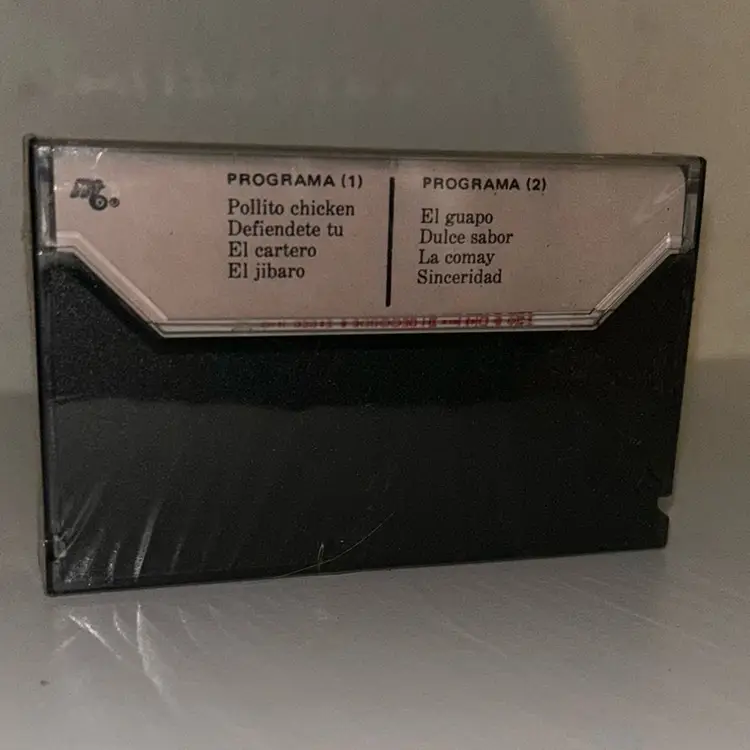 PROGRAMA (1)
Pollito chicken
Defiendete tu
El cartero
El jibaro
PROGRAMA (2)
El guapo
Dulce sabor
La comay
Sinceridad